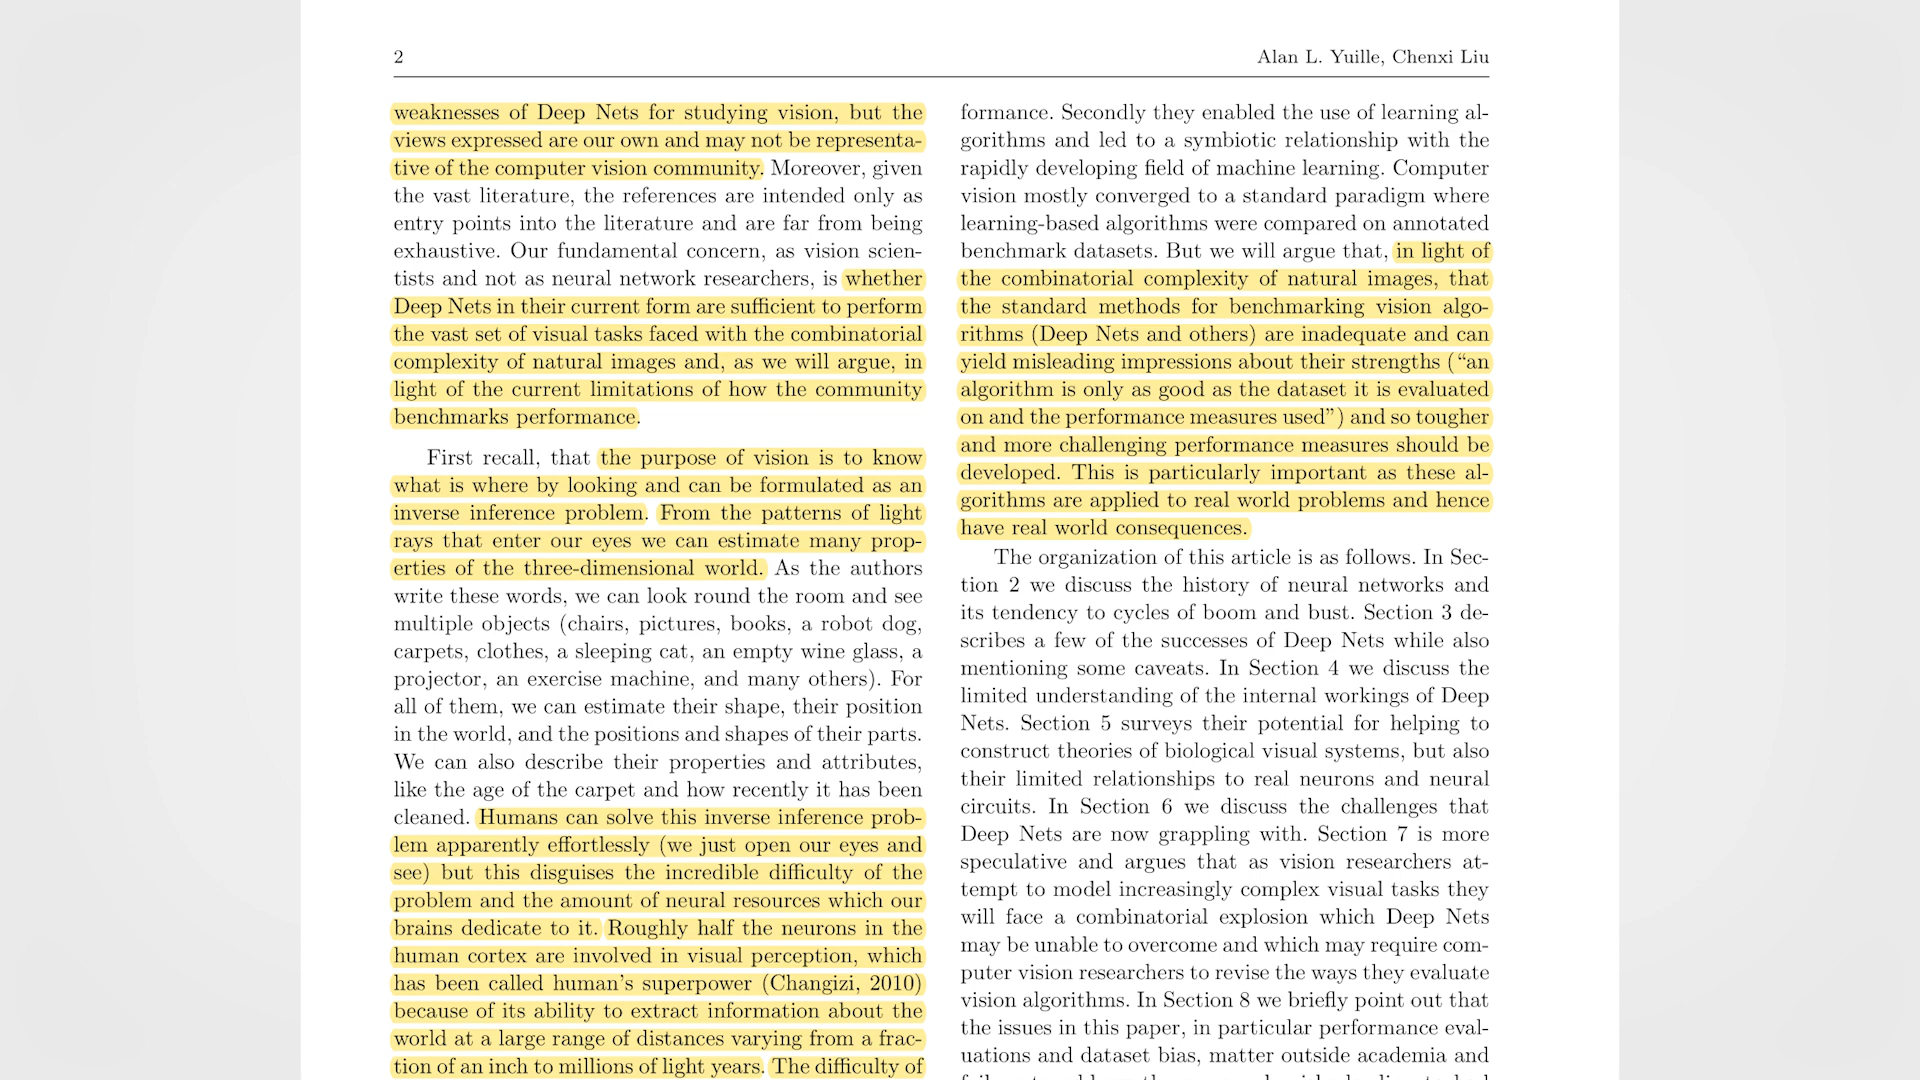 2
Alan L. Yuille, Chenxi Liu
weaknesses of Deep Nets for studying vision, but the
views expressed are our own and may not be representa-
tive of the computer vision community. Moreover, given
the vast literature, the references are intended only as
entry points into the literature and are far from being
exhaustive. Our fundamental concern, as vision scien-
tists and not as neural network researchers, is whether
Deep Nets in their current form are sufficient to perform
the vast set of visual tasks faced with the combinatorial
complexity of natural images and, as we will argue, in
light of the current limitations of how the community
benchmarks performance.
First recall, that the purpose of vision is to know
what is where by looking and can be formulated as an
inverse inference problem. From the patterns of light
rays that enter our eyes we can estimate many prop-
erties of the three-dimensional world. As the authors
write these words, we can look round the room and see
multiple objects (chairs, pictures, books, a robot dog,
carpets, clothes, a sleeping cat, an empty wine glass, a
projector, an exercise machine, and many others). For
all of them, we can estimate their shape, their position
in the world, and the positions and shapes of their parts.
We can also describe their properties and attributes,
like the age of the carpet and how recently it has been
cleaned. Humans can solve this inverse inference prob-
lem apparently effortlessly (we just open our eyes and
see) but this disguises the incredible difficulty of the
problem and the amount of neural resources which our
brains dedicate to it. Roughly half the neurons in the
human cortex are involved in visual perception, which
has been called human's superpower (Changizi, 2010)
because of its ability to extract information about the
world at a large range of distances varying from a frac-
tion of an inch to millions of light years. The difficulty of
formance. Secondly they enabled the use of learning al-
gorithms and led to a symbiotic relationship with the
rapidly developing field of machine learning. Computer
vision mostly converged to a standard paradigm where
learning-based algorithms were compared on annotated
benchmark datasets. But we will argue that, in light of
the combinatorial complexity of natural images, that
the standard methods for benchmarking vision algo-
rithms (Deep Nets and others) are inadequate and can
yield misleading impressions about their strengths (“an
algorithm is only as good as the dataset it is evaluated
on and the performance measures used”) and so tougher
and more challenging performance measures should be
developed. This is particularly important as these al-
gorithms are applied to real world problems and hence
have real world consequences.
The organization of this article is as follows. In Sec-
tion 2 we discuss the history of neural networks and
its tendency to cycles of boom and bust. Section 3 de-
scribes a few of the successes of Deep Nets while also
mentioning some caveats. In Section 4 we discuss the
limited understanding of the internal workings of Deep
Nets. Section 5 surveys their potential for helping to
construct theories of biological visual systems, but also
their limited relationships to real neurons and neural
circuits. In Section 6 we discuss the challenges that
Deep Nets are now grappling with. Section 7 is more
speculative and argues that as vision researchers at-
tempt to model increasingly complex visual tasks they
will face a combinatorial explosion which Deep Nets
may be unable to overcome and which may require com-
puter vision researchers to revise the ways they evaluate
vision algorithms. In Section 8 we briefly point out that
the issues in this paper, in particular performance eval-
uations and dataset bias, matter outside academia and